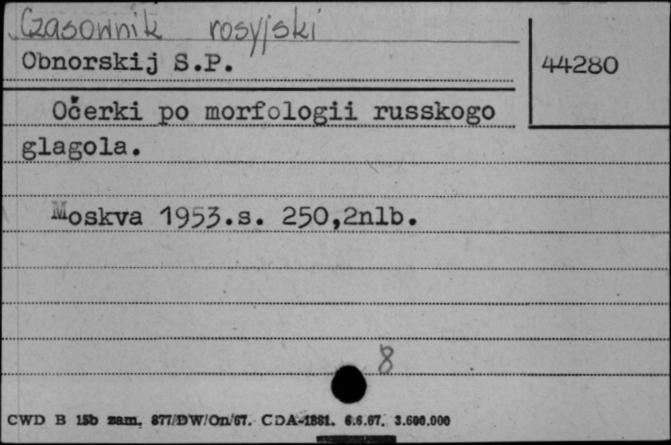 Czasownik rosyjski
Obnorskij S.P.
44280
Očerki po morfologii russkogo
glagola.
Moskva 1953.s. 250,2nlb.
8
CWD B 15b zam. 877/DW/On/67. CDA-1881. 6.6.67. 3.600.000